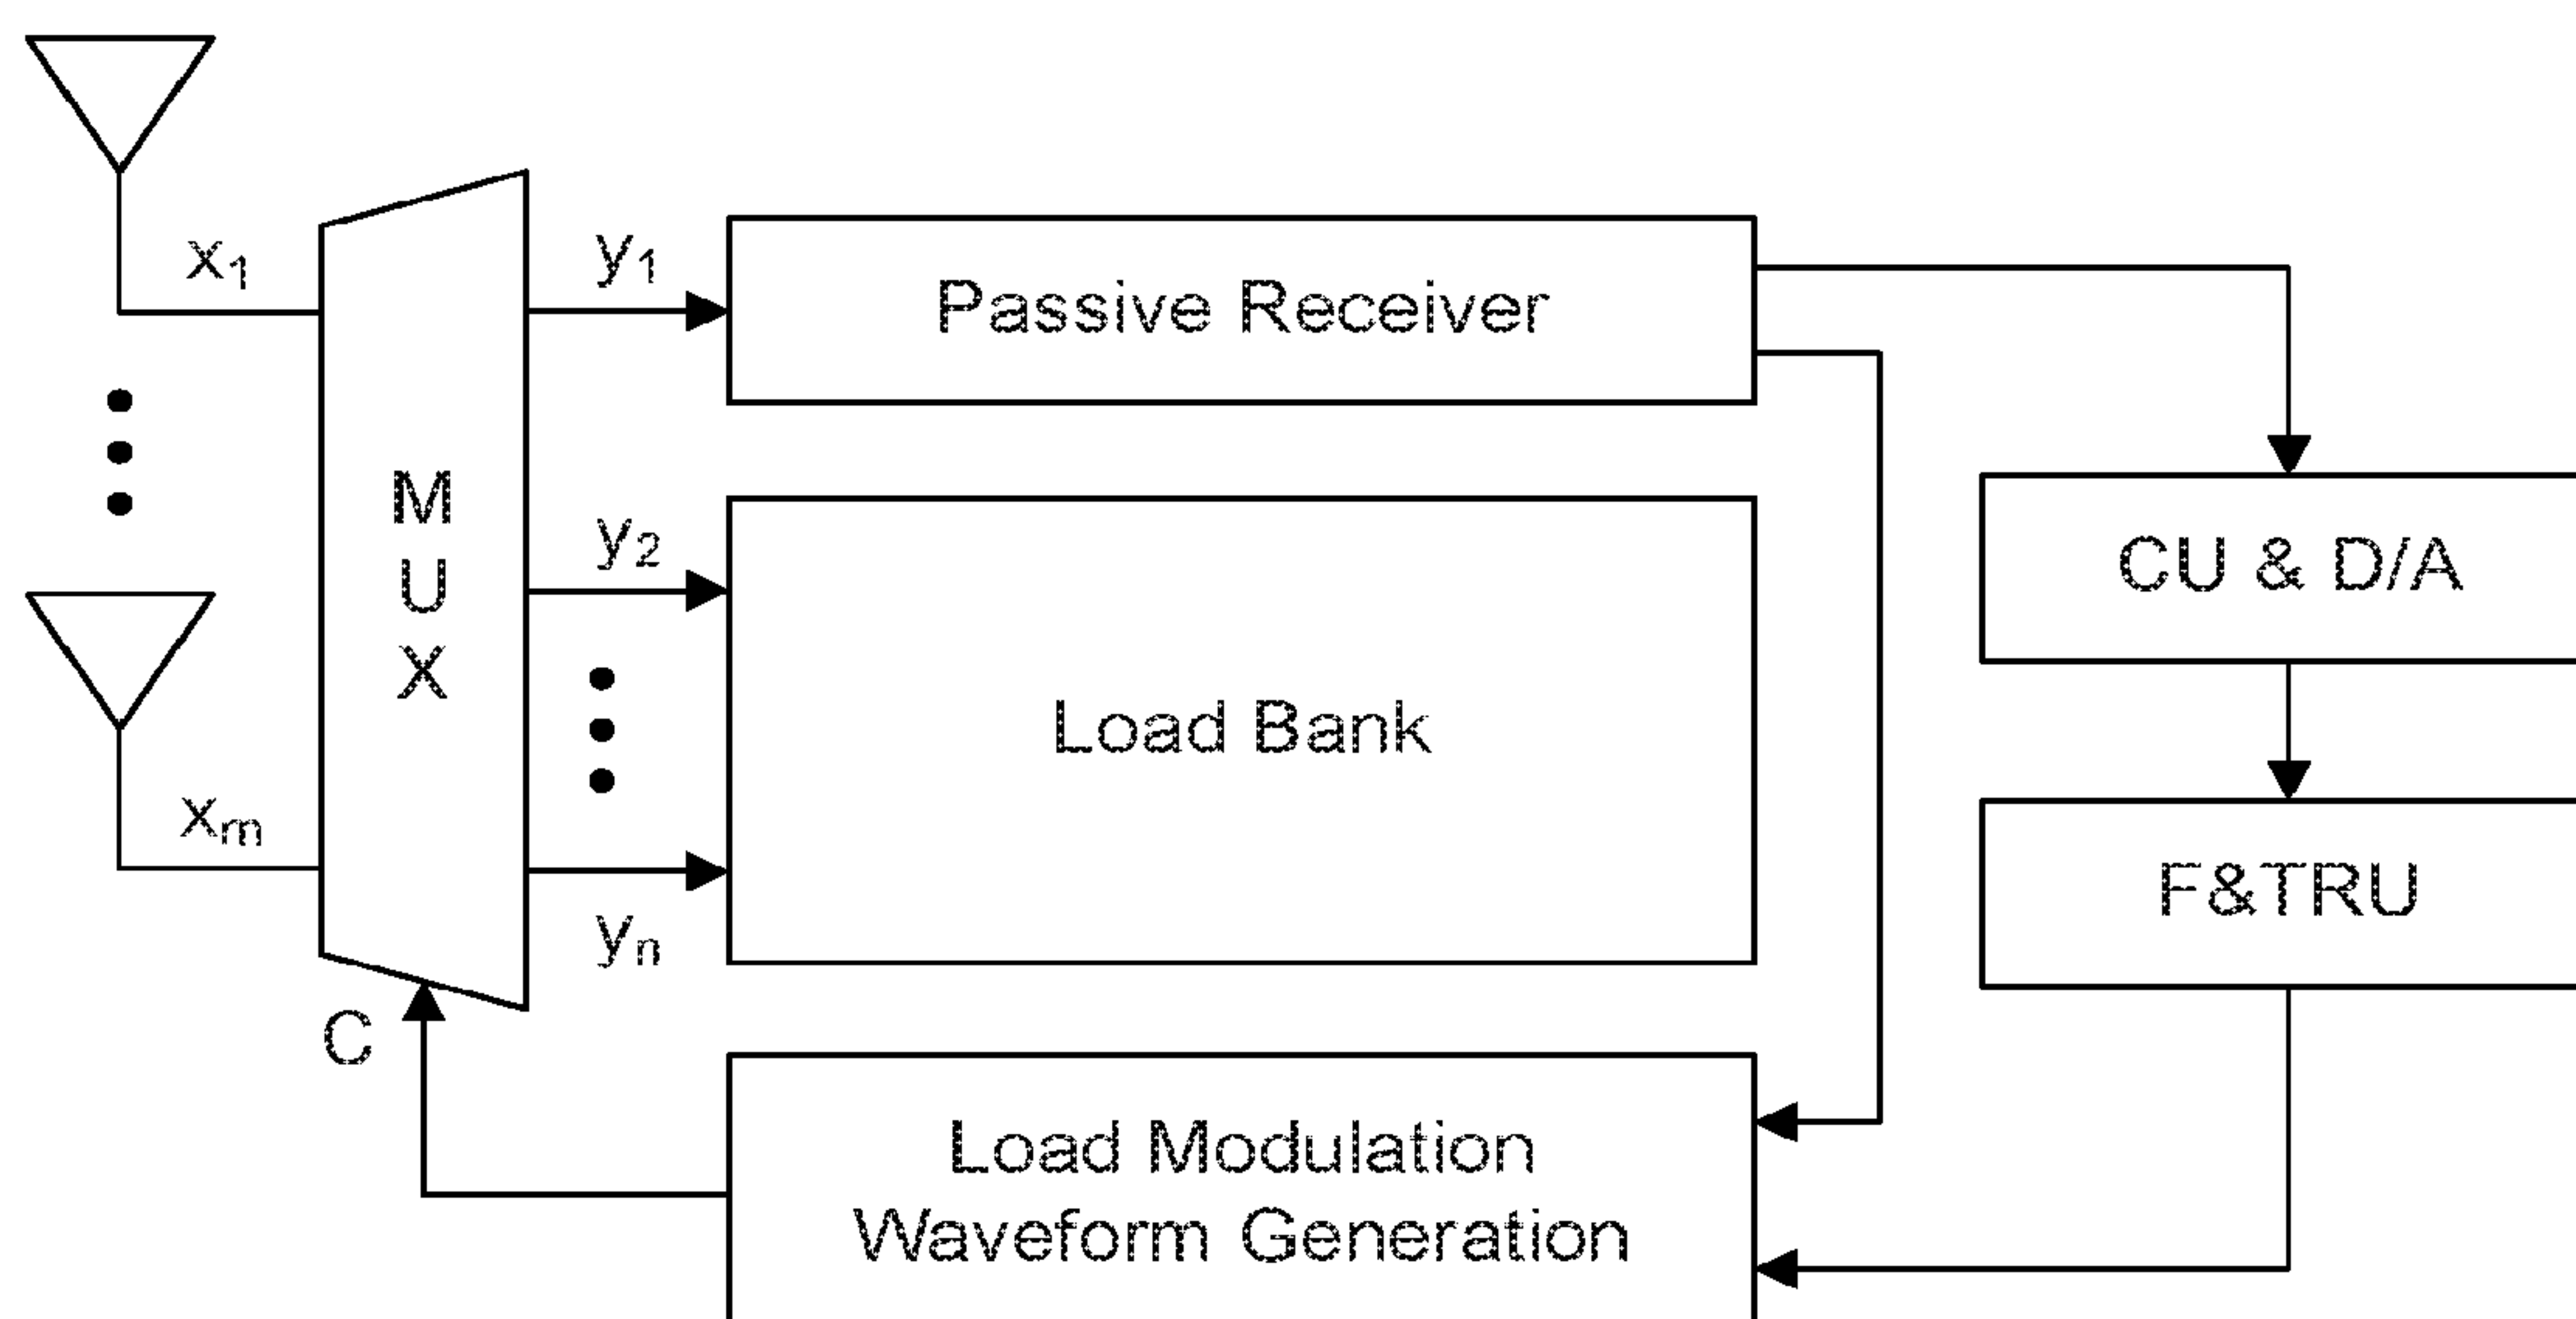 x₁
y₁
Passive Receiver
M
U
X
y₂
CU & D/A
Load Bank
xₘ
F&TRU
yₙ
C
Load Modulation
Waveform Generation